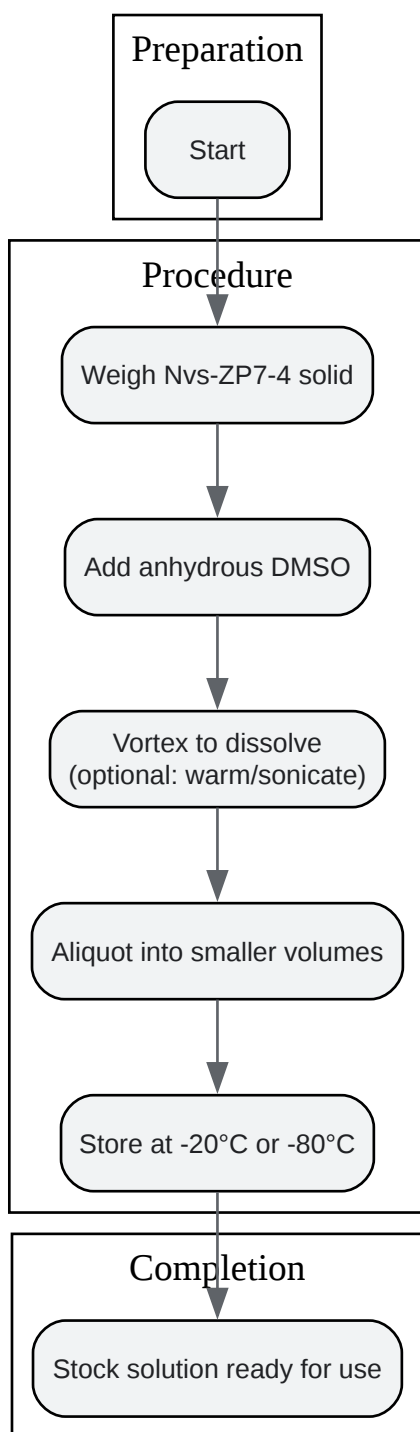 Preparation
Start
Procedure
Weigh Nvs-ZP7-4 solid
Add anhydrous DMSO
Vortex to dissolve
(optional: warm/sonicate)
Aliquot into smaller volumes
Store at -20°C or -80°C
Completion
Stock solution ready for use